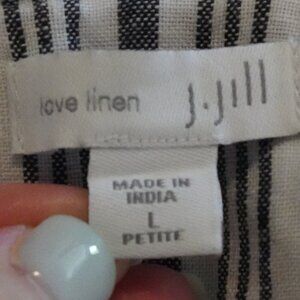 love linen J.Jill
MADE IN
INDIA
L
PETITE